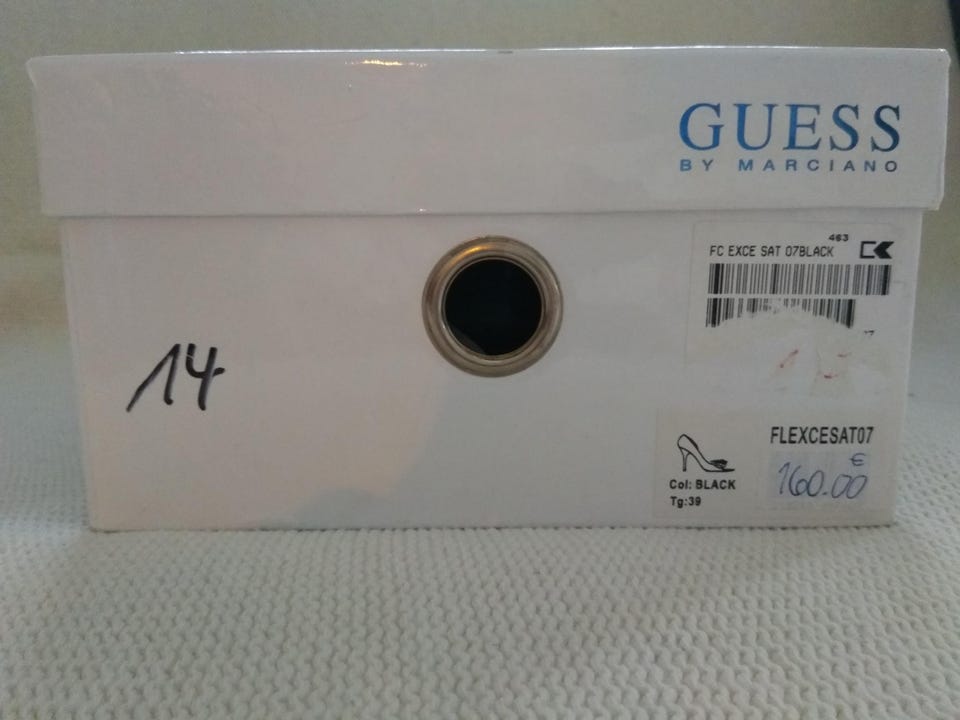 GUESS
BY MARCIANO
463
FC EXCE SAT 07BLACK
14
FLEXCESAT07
€
160.00
Col: BLACK
Tg:39